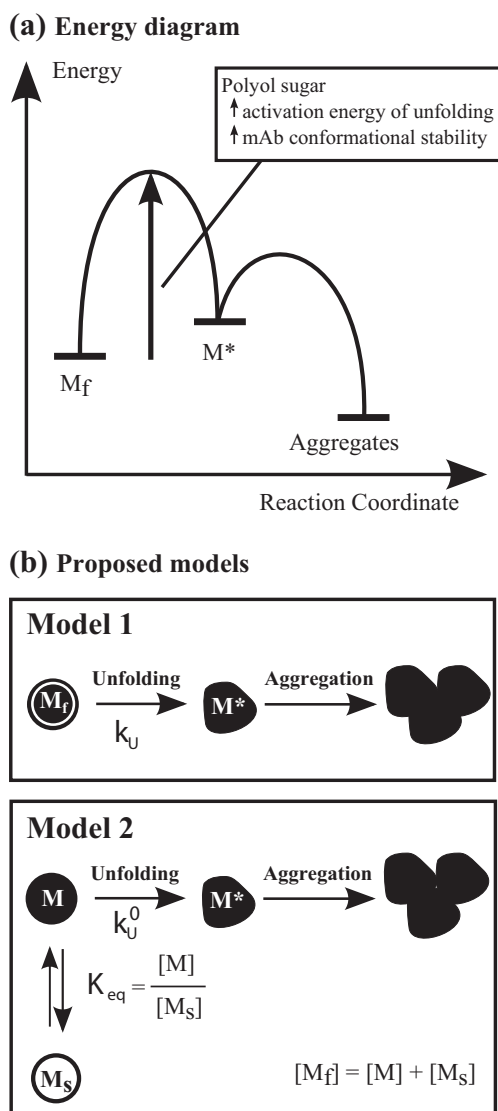 (a) Energy diagram
Energy
Polyol sugar
↑ activation energy of unfolding
↑ mAb conformational stability
M*
Mf
Aggregates
Reaction Coordinate
(b) Proposed models
Model 1
Unfolding
Aggregation
Mf
M*
kU
Model 2
Unfolding
Aggregation
M
M*
kU0
Keq = [M] / [Ms]
Ms
[Mf] = [M] + [Ms]